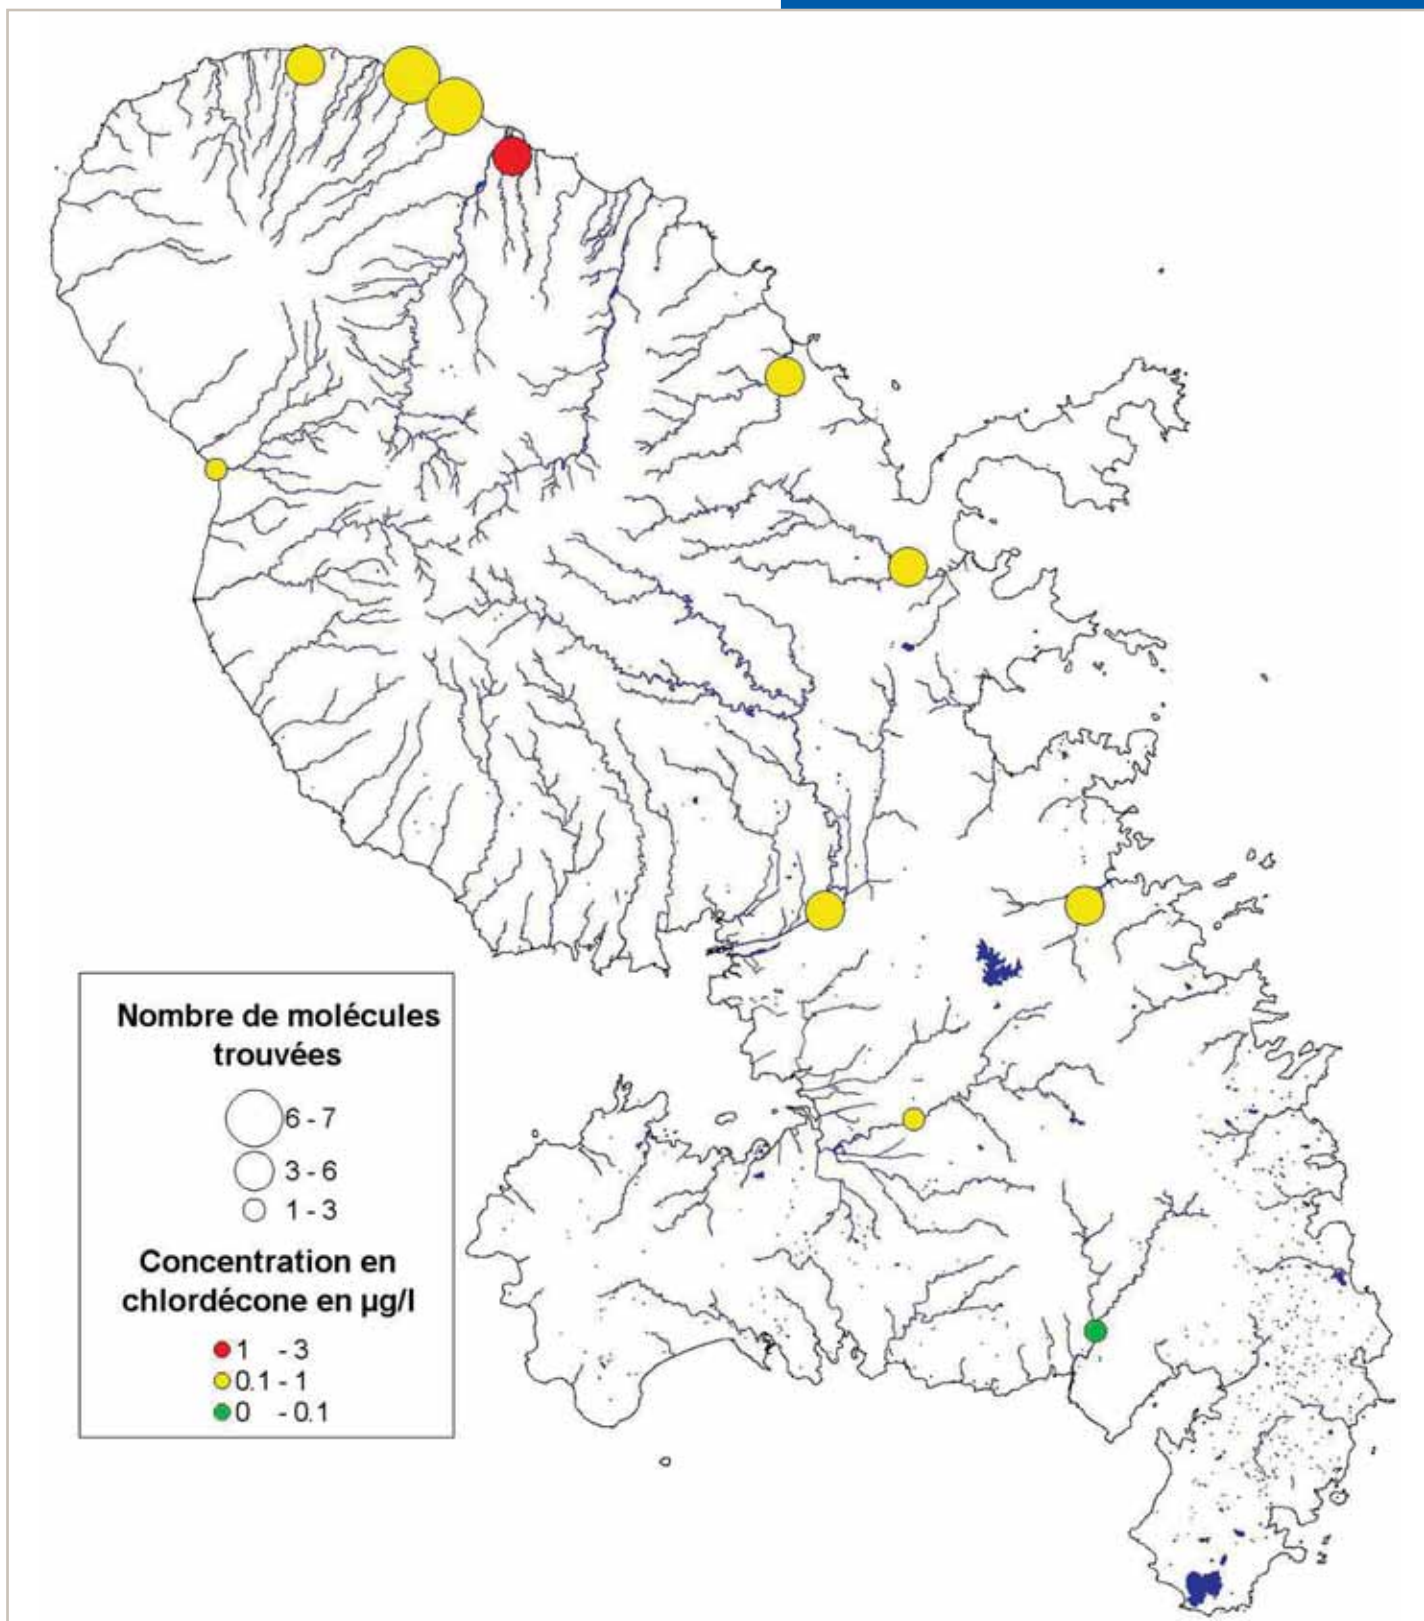 Nombre de molécules
trouvées
6 - 7
3 - 6
1 - 3
Concentration en
chlordécone en µg/l
1 - 3
0.1 - 1
0 - 0.1